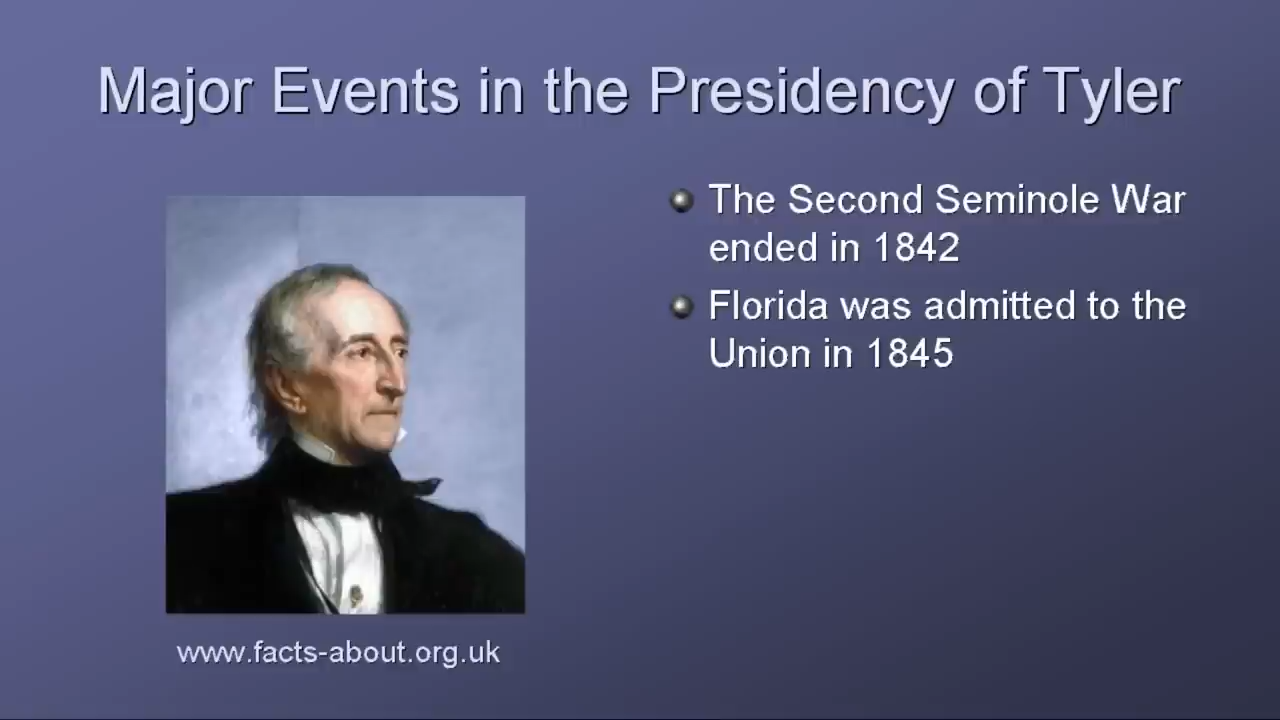 Major Events in the Presidency of Tyler
The Second Seminole War
ended in 1842
Florida was admitted to the
Union in 1845
www.facts-about.org.uk